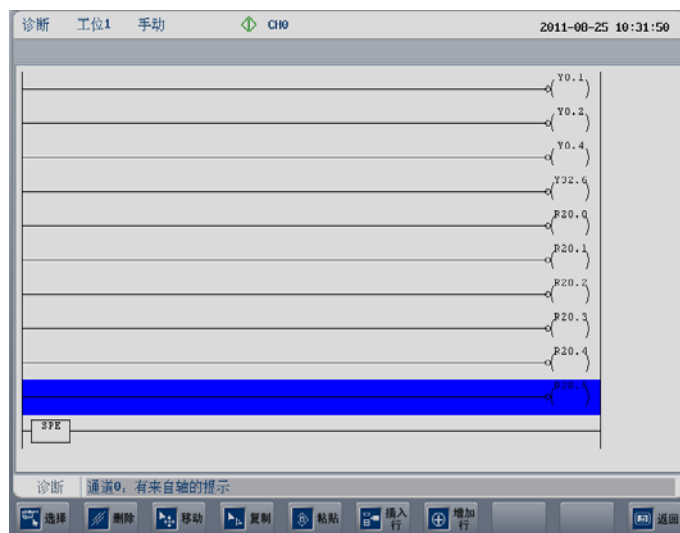 诊断 工位1 手动 CH0 2011-08-25 10:31:50
Y0.1
Y0.2
Y0.4
Y32.6
R20.0
R20.1
R20.2
R20.3
R20.4
SPE
诊断 通道0，有来自轴的提示
选择 删除 移动 复制 粘贴 插入行 增加行 返回